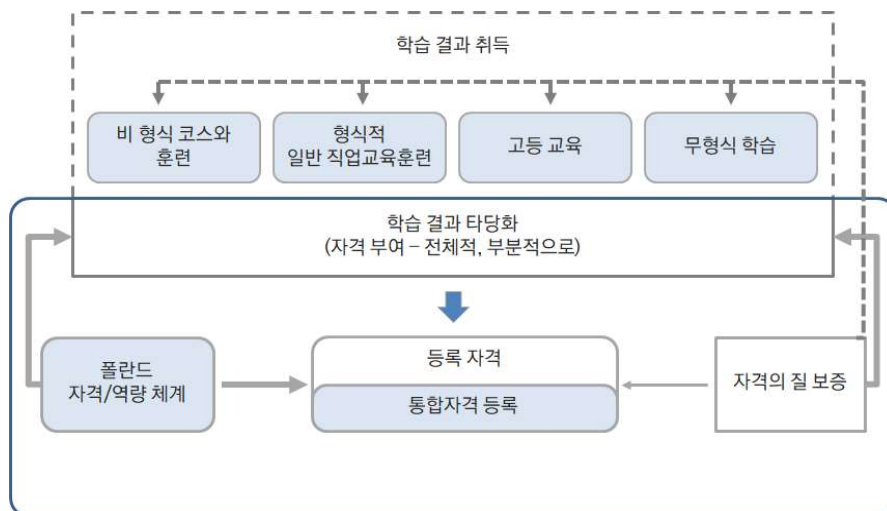 학습 결과 취득
비 형식 코스와
훈련
형식적
일반 직업교육훈련
고등 교육
무형식 학습
학습 결과 타당화
(자격 부여 – 전체적, 부분적으로)
폴란드
자격/역량 체계
등록 자격
통합자격 등록
자격의 질 보증